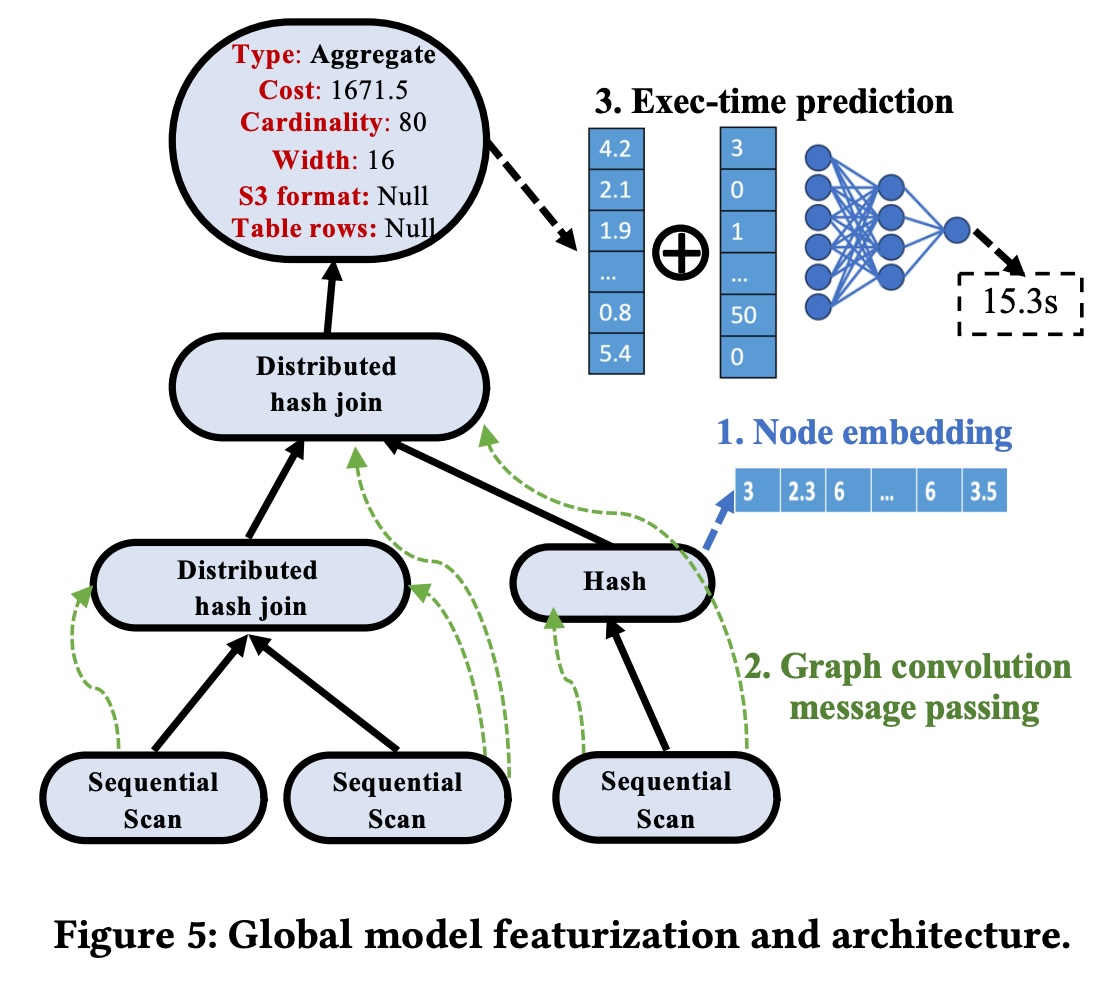 Type: Aggregate
Cost: 1671.5
Cardinality: 80
Width: 16
S3 format: Null
Table rows: Null
3. Exec-time prediction
4.2
2.1
1.9
...
0.8
5.4
3
0
1
...
50
0
15.3s
Distributed
hash join
1. Node embedding
3 2.3 6 ... 6 3.5
Distributed
hash join
Hash
2. Graph convolution
message passing
Sequential
Scan
Sequential
Scan
Sequential
Scan
Figure 5: Global model featurization and architecture.